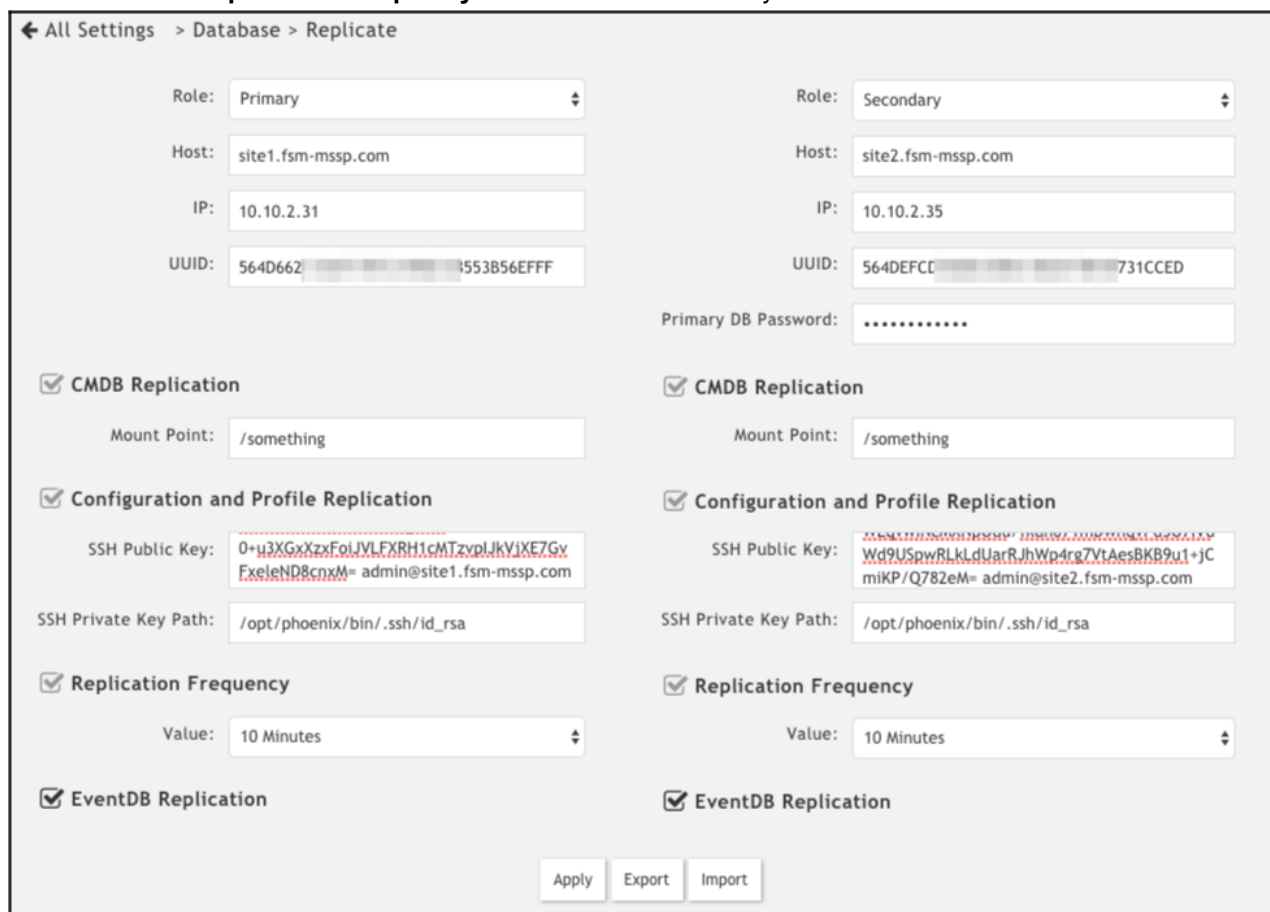 ← All Settings > Database > Replicate
Role: Primary
Host: site1.fsm-mssp.com
IP: 10.10.2.31
UUID: 564D662 553B56EFFF
CMDB Replication
Mount Point: /something
Configuration and Profile Replication
SSH Public Key: 0+u3XGxXzxFoiJVLFXRH1cMTzvplJkVjXE7Gv
FxeleND8cnxM= admin@site1.fsm-mssp.com
SSH Private Key Path: /opt/phoenix/bin/.ssh/id_rsa
Replication Frequency
Value: 10 Minutes
EventDB Replication
Role: Secondary
Host: site2.fsm-mssp.com
IP: 10.10.2.35
UUID: 564DEFCD 731CCED
Primary DB Password: ••••••••••••
CMDB Replication
Mount Point: /something
Configuration and Profile Replication
SSH Public Key:
Wd9USpwRLkLdUarRJhWp4rg7VtAesBKB9u1+jC
miKP/Q782eM= admin@site2.fsm-mssp.com
SSH Private Key Path: /opt/phoenix/bin/.ssh/id_rsa
Replication Frequency
Value: 10 Minutes
EventDB Replication
Apply Export Import